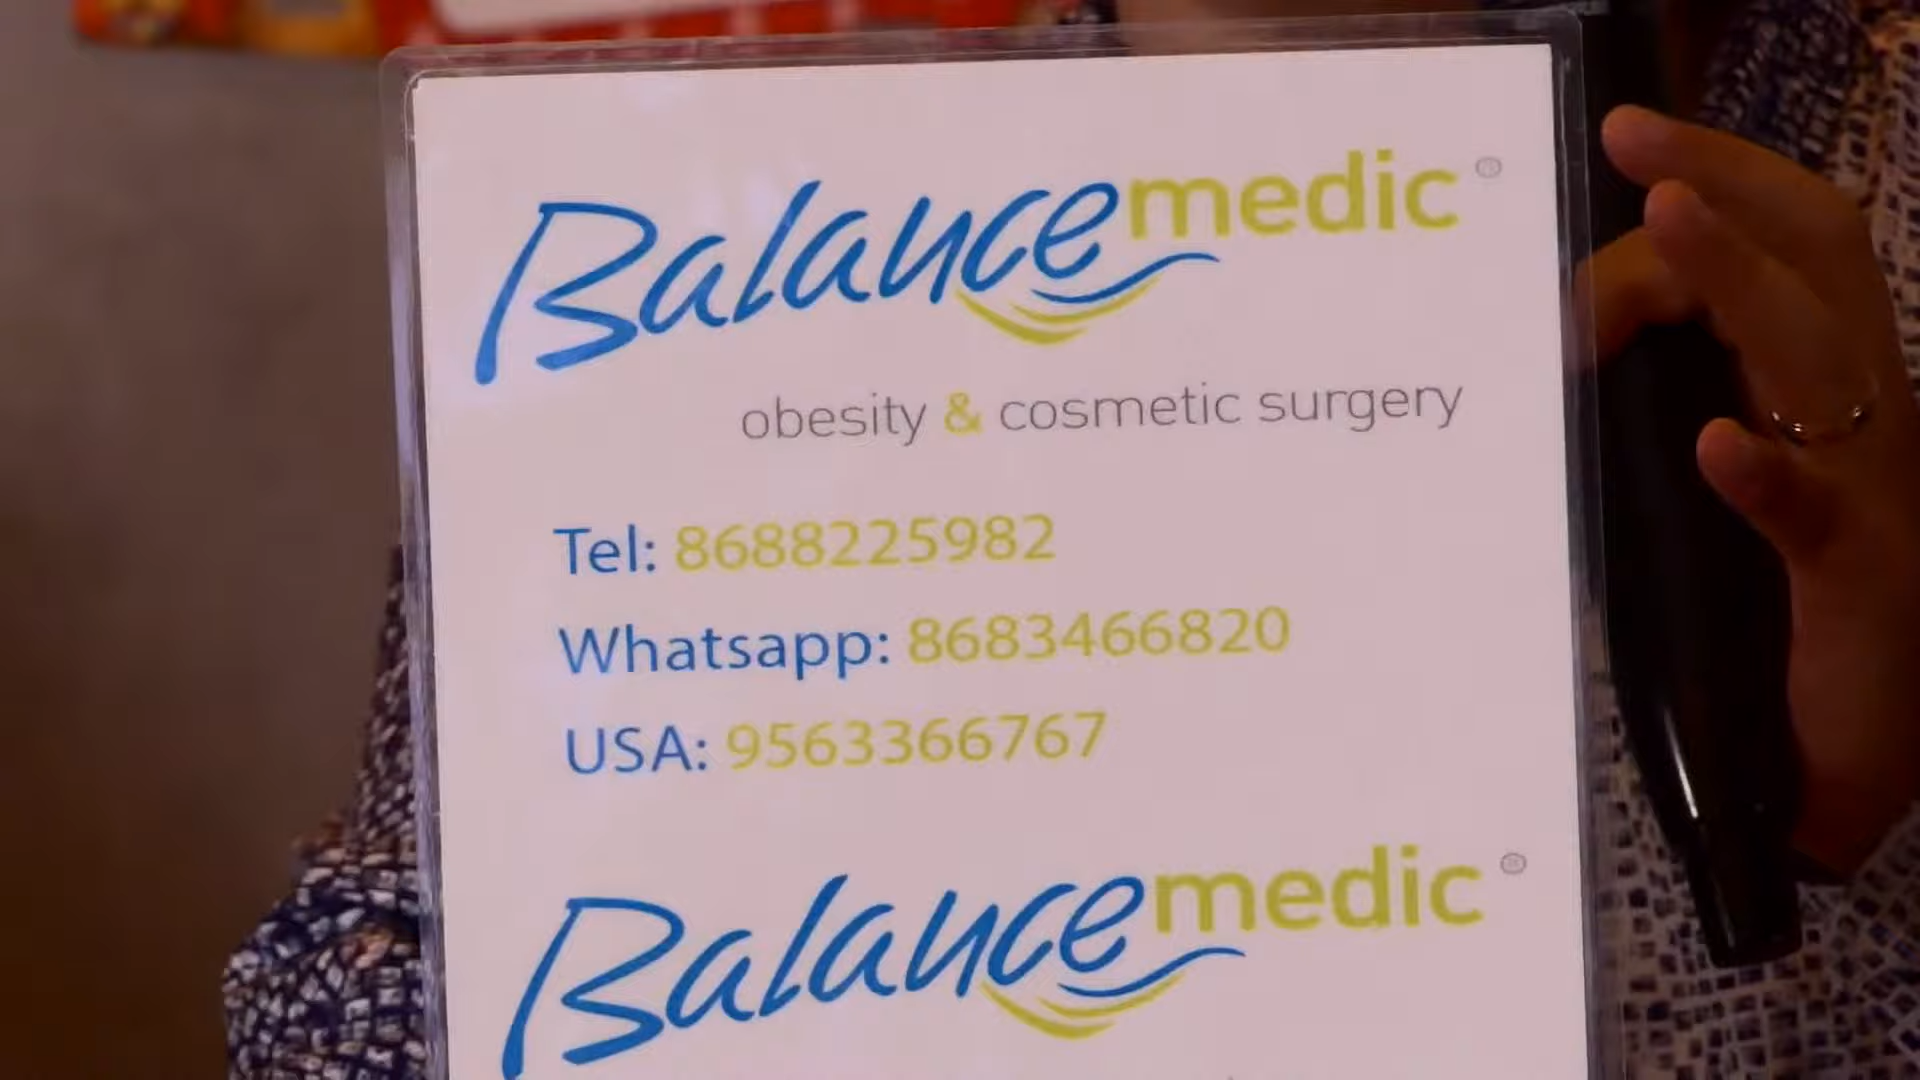 Balancemedic®
obesity & cosmetic surgery
Tel: 8688225982
Whatsapp: 8683466820
USA: 9563366767
Balancemedic®